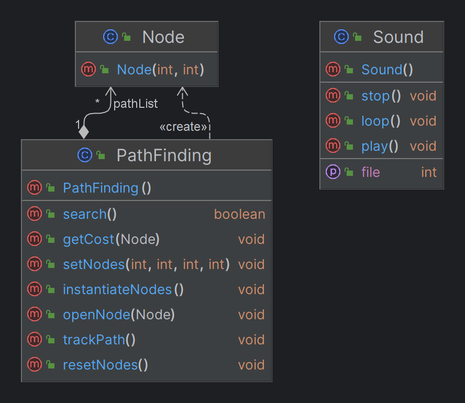 Node
Node(int, int)
* pathList
1
«create»
PathFinding
PathFinding()
search() boolean
getCost(Node) void
setNodes(int, int, int, int) void
instantiateNodes() void
openNode(Node) void
trackPath() void
resetNodes() void
Sound
Sound()
stop() void
loop() void
play() void
file int